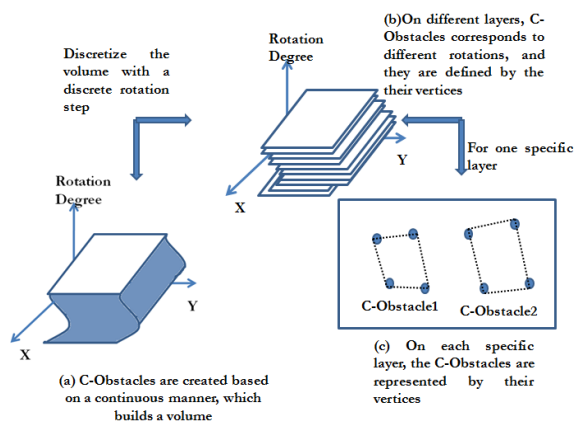 Discretize the
volume with a
discrete rotation
step
Rotation
Degree
Y
X
(b)On different layers, C-
Obstacles corresponds to
different rotations, and
they are defined by the
their vertices
For one specific
layer
Rotation
Degree
Y
X
(a) C-Obstacles are created based
on a continuous manner, which
builds a volume
C-Obstacle1
C-Obstacle2
(c) On each specific
layer, the C-Obstacles are
represented by their
vertices